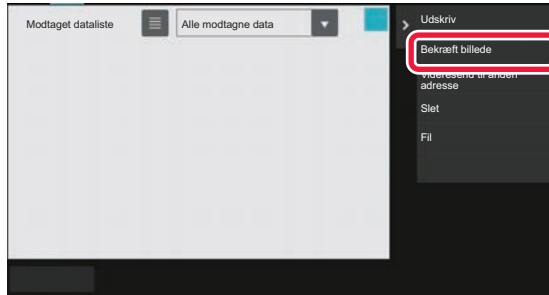 Modtaget dataliste
Alle modtagne data
Udskriv
Bekræft billede
Videresend til anden
adresse
Slet
Fil